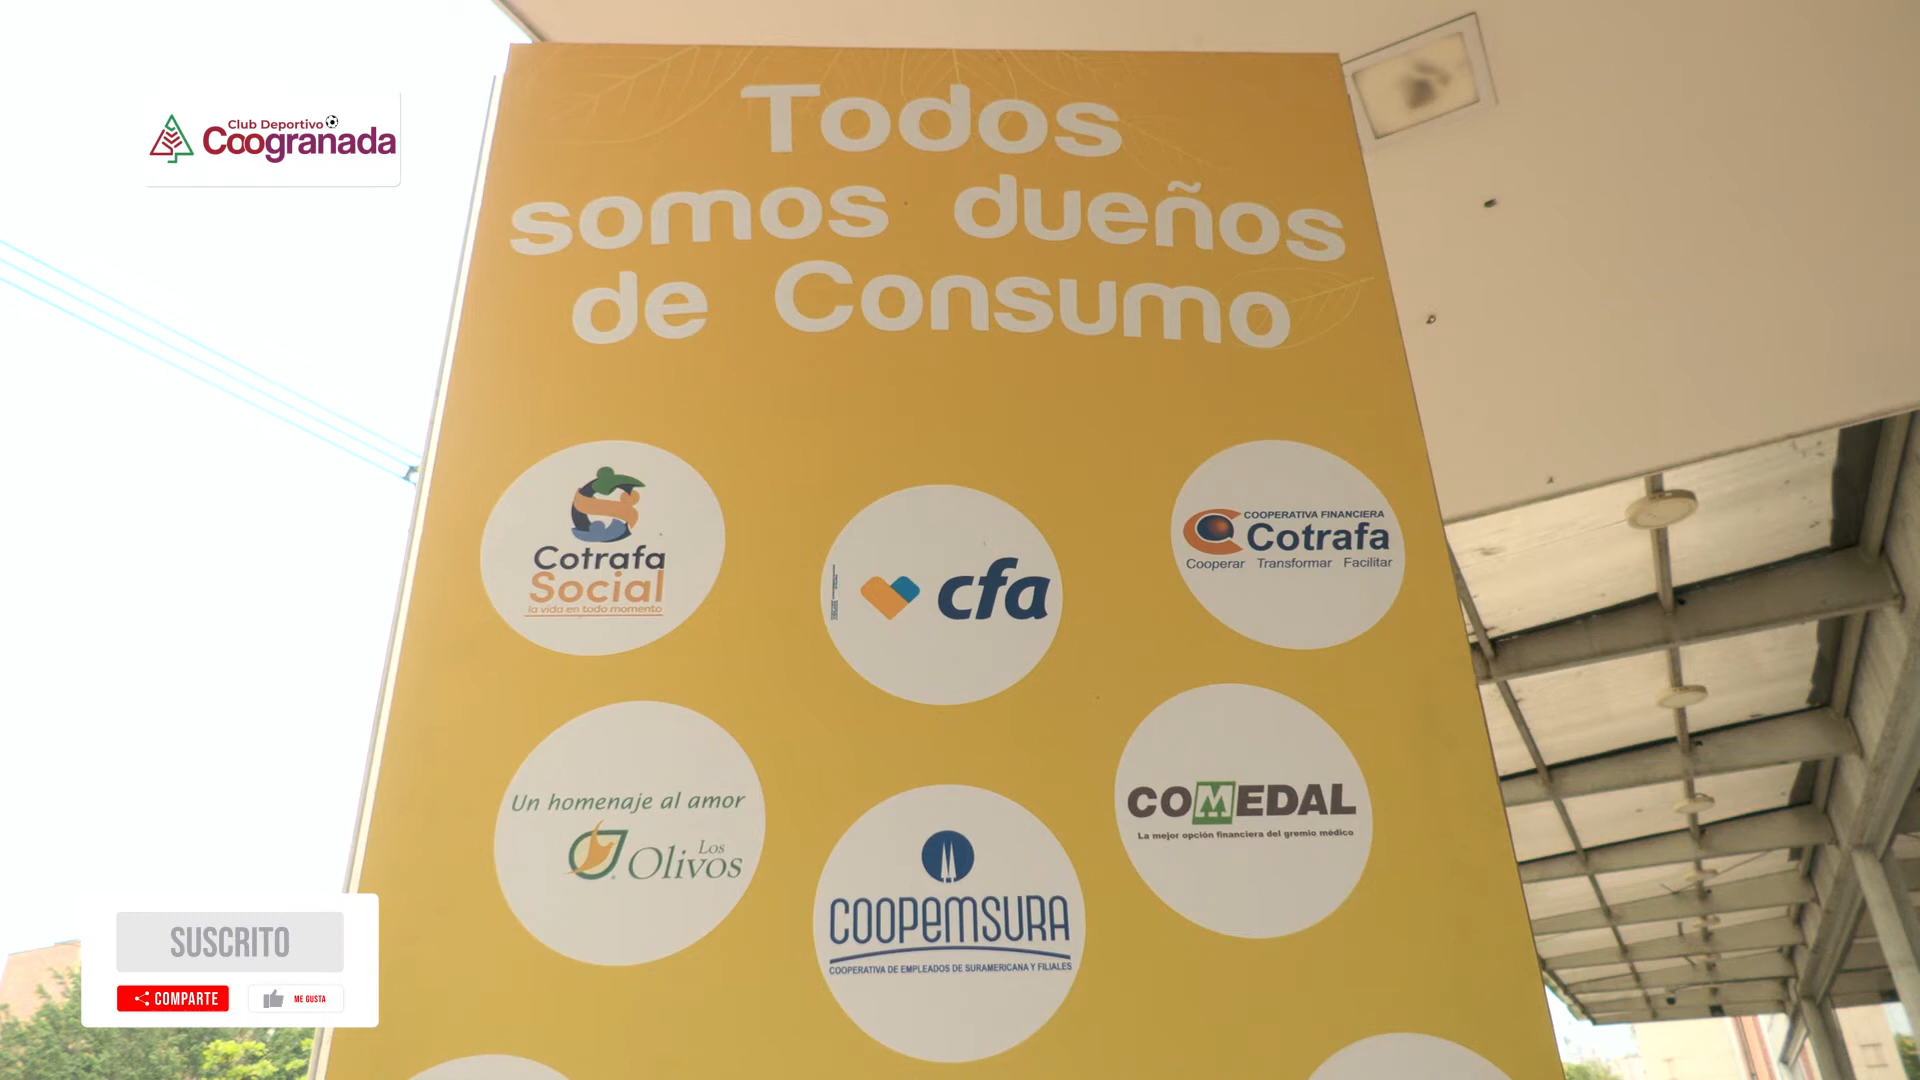 Club Deportivo
Coogranada
Todos
somos dueños
de Consumo
Cotrafa
Social
la vida en todo momento
cfa
COOPERATIVA FINANCIERA
Cotrafa
Cooperar Transformar Facilitar
Un homenaje al amor
Los
Olivos
COOPEMSURA
COOPERATIVA DE EMPLEADOS DE SURAMERICANA Y FILIALES
COMEDAL
La mejor opción financiera del gremio médico
SUSCRITO
COMPARTE
ME GUSTA